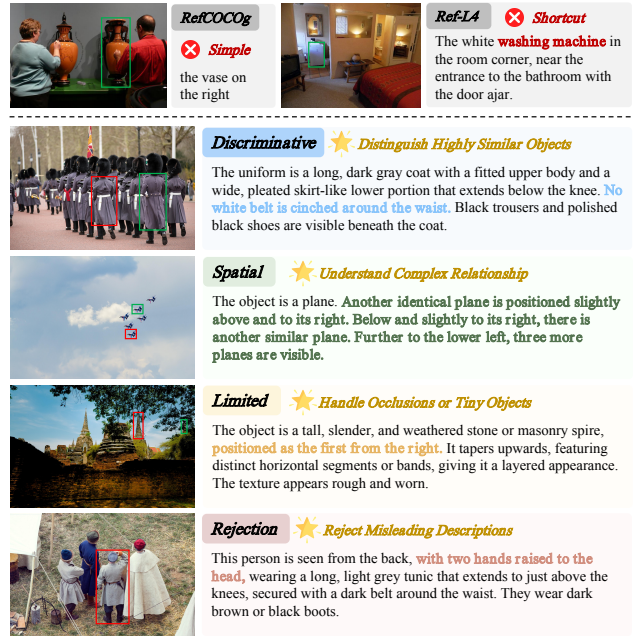 RefCOCOg
Simple
the vase on
the right
Ref-L4
Shortcut
The white washing machine in
the room corner, near the
entrance to the bathroom with
the door ajar.
Discriminative
Distinguish Highly Similar Objects
The uniform is a long, dark gray coat with a fitted upper body and a
wide, pleated skirt-like lower portion that extends below the knee. No
white belt is cinched around the waist. Black trousers and polished
black shoes are visible beneath the coat.
Spatial
Understand Complex Relationship
The object is a plane. Another identical plane is positioned slightly
above and to its right. Below and slightly to its right, there is
another similar plane. Further to the lower left, three more
planes are visible.
Limited
Handle Occlusions or Tiny Objects
The object is a tall, slender, and weathered stone or masonry spire,
positioned as the first from the right. It tapers upwards, featuring
distinct horizontal segments or bands, giving it a layered appearance.
The texture appears rough and worn.
Rejection
Reject Misleading Descriptions
This person is seen from the back, with two hands raised to the
head, wearing a long, light grey tunic that extends to just above the
knees, secured with a dark belt around the waist. They wear dark
brown or black boots.